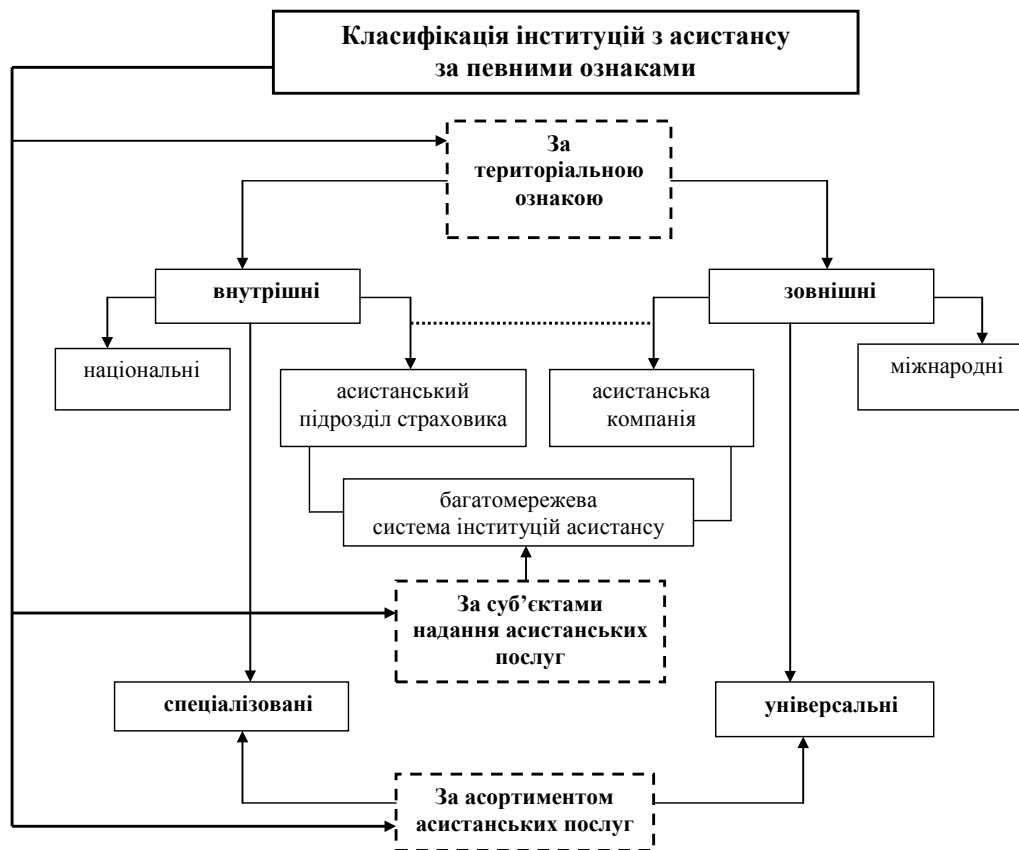 Класифікація інституцій з асистансу
за певними ознаками
За
територіальною
ознакою
внутрішні
зовнішні
національні
асистанський
підрозділ страховика
асистанська
компанія
міжнародні
багатомережева
система інституцій асистансу
За суб’єктами
надання асистанських
послуг
спеціалізовані
універсальні
За асортиментом
асистанських послуг